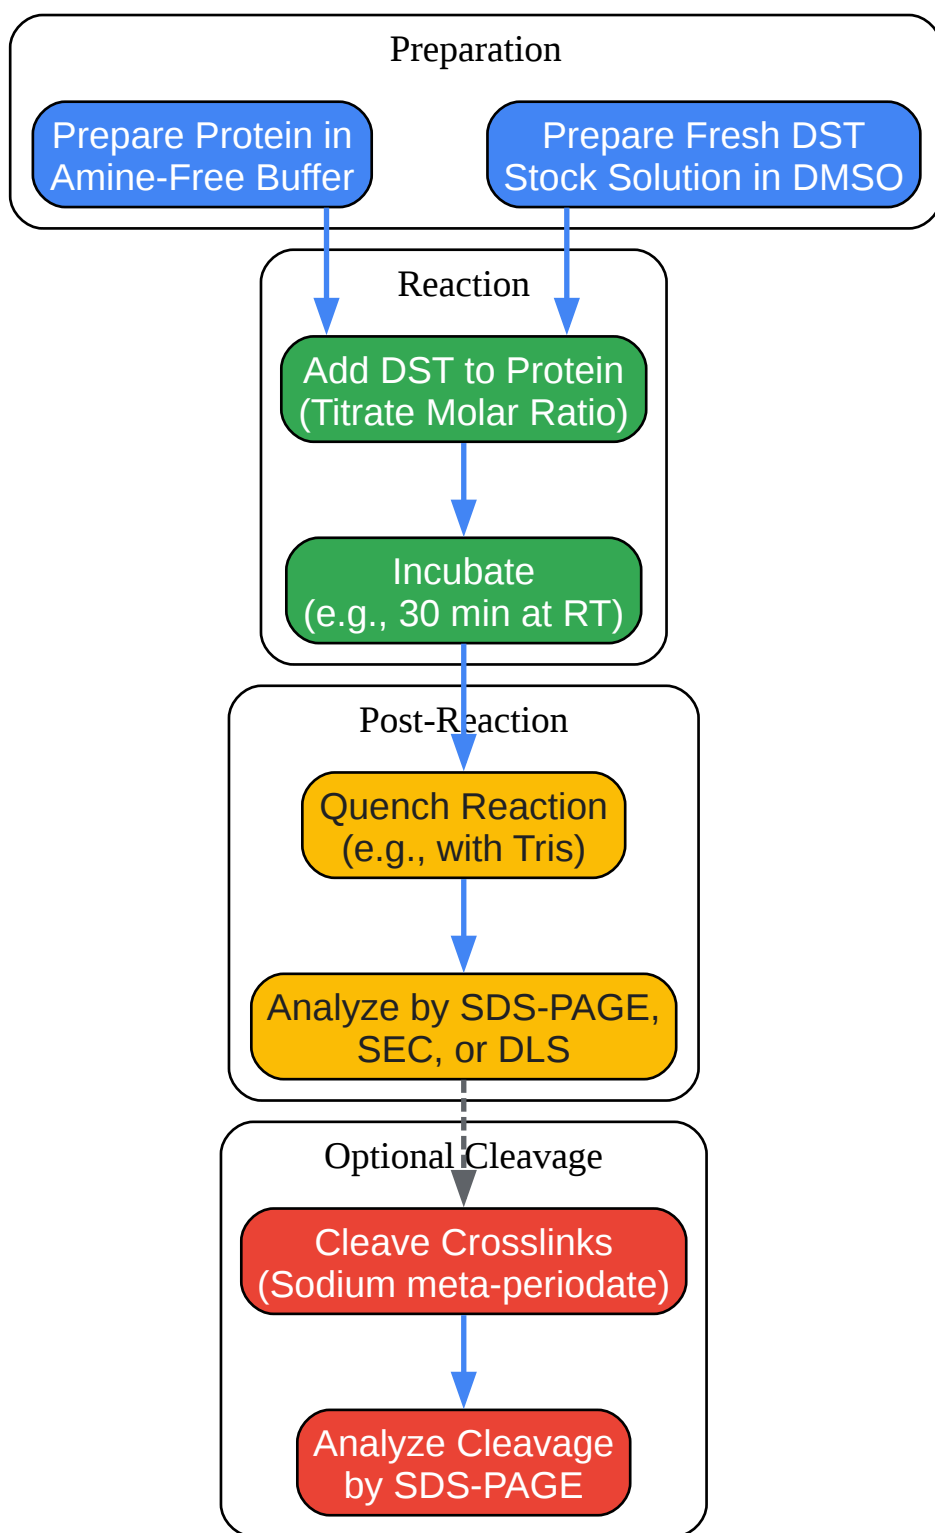 Preparation
Prepare Protein in
Amine-Free Buffer
Prepare Fresh DST
Stock Solution in DMSO
Reaction
Add DST to Protein
(Titrate Molar Ratio)
Incubate
(e.g., 30 min at RT)
Post-Reaction
Quench Reaction
(e.g., with Tris)
Analyze by SDS-PAGE,
SEC, or DLS
Optional Cleavage
Cleave Crosslinks
(Sodium meta-periodate)
Analyze Cleavage
by SDS-PAGE